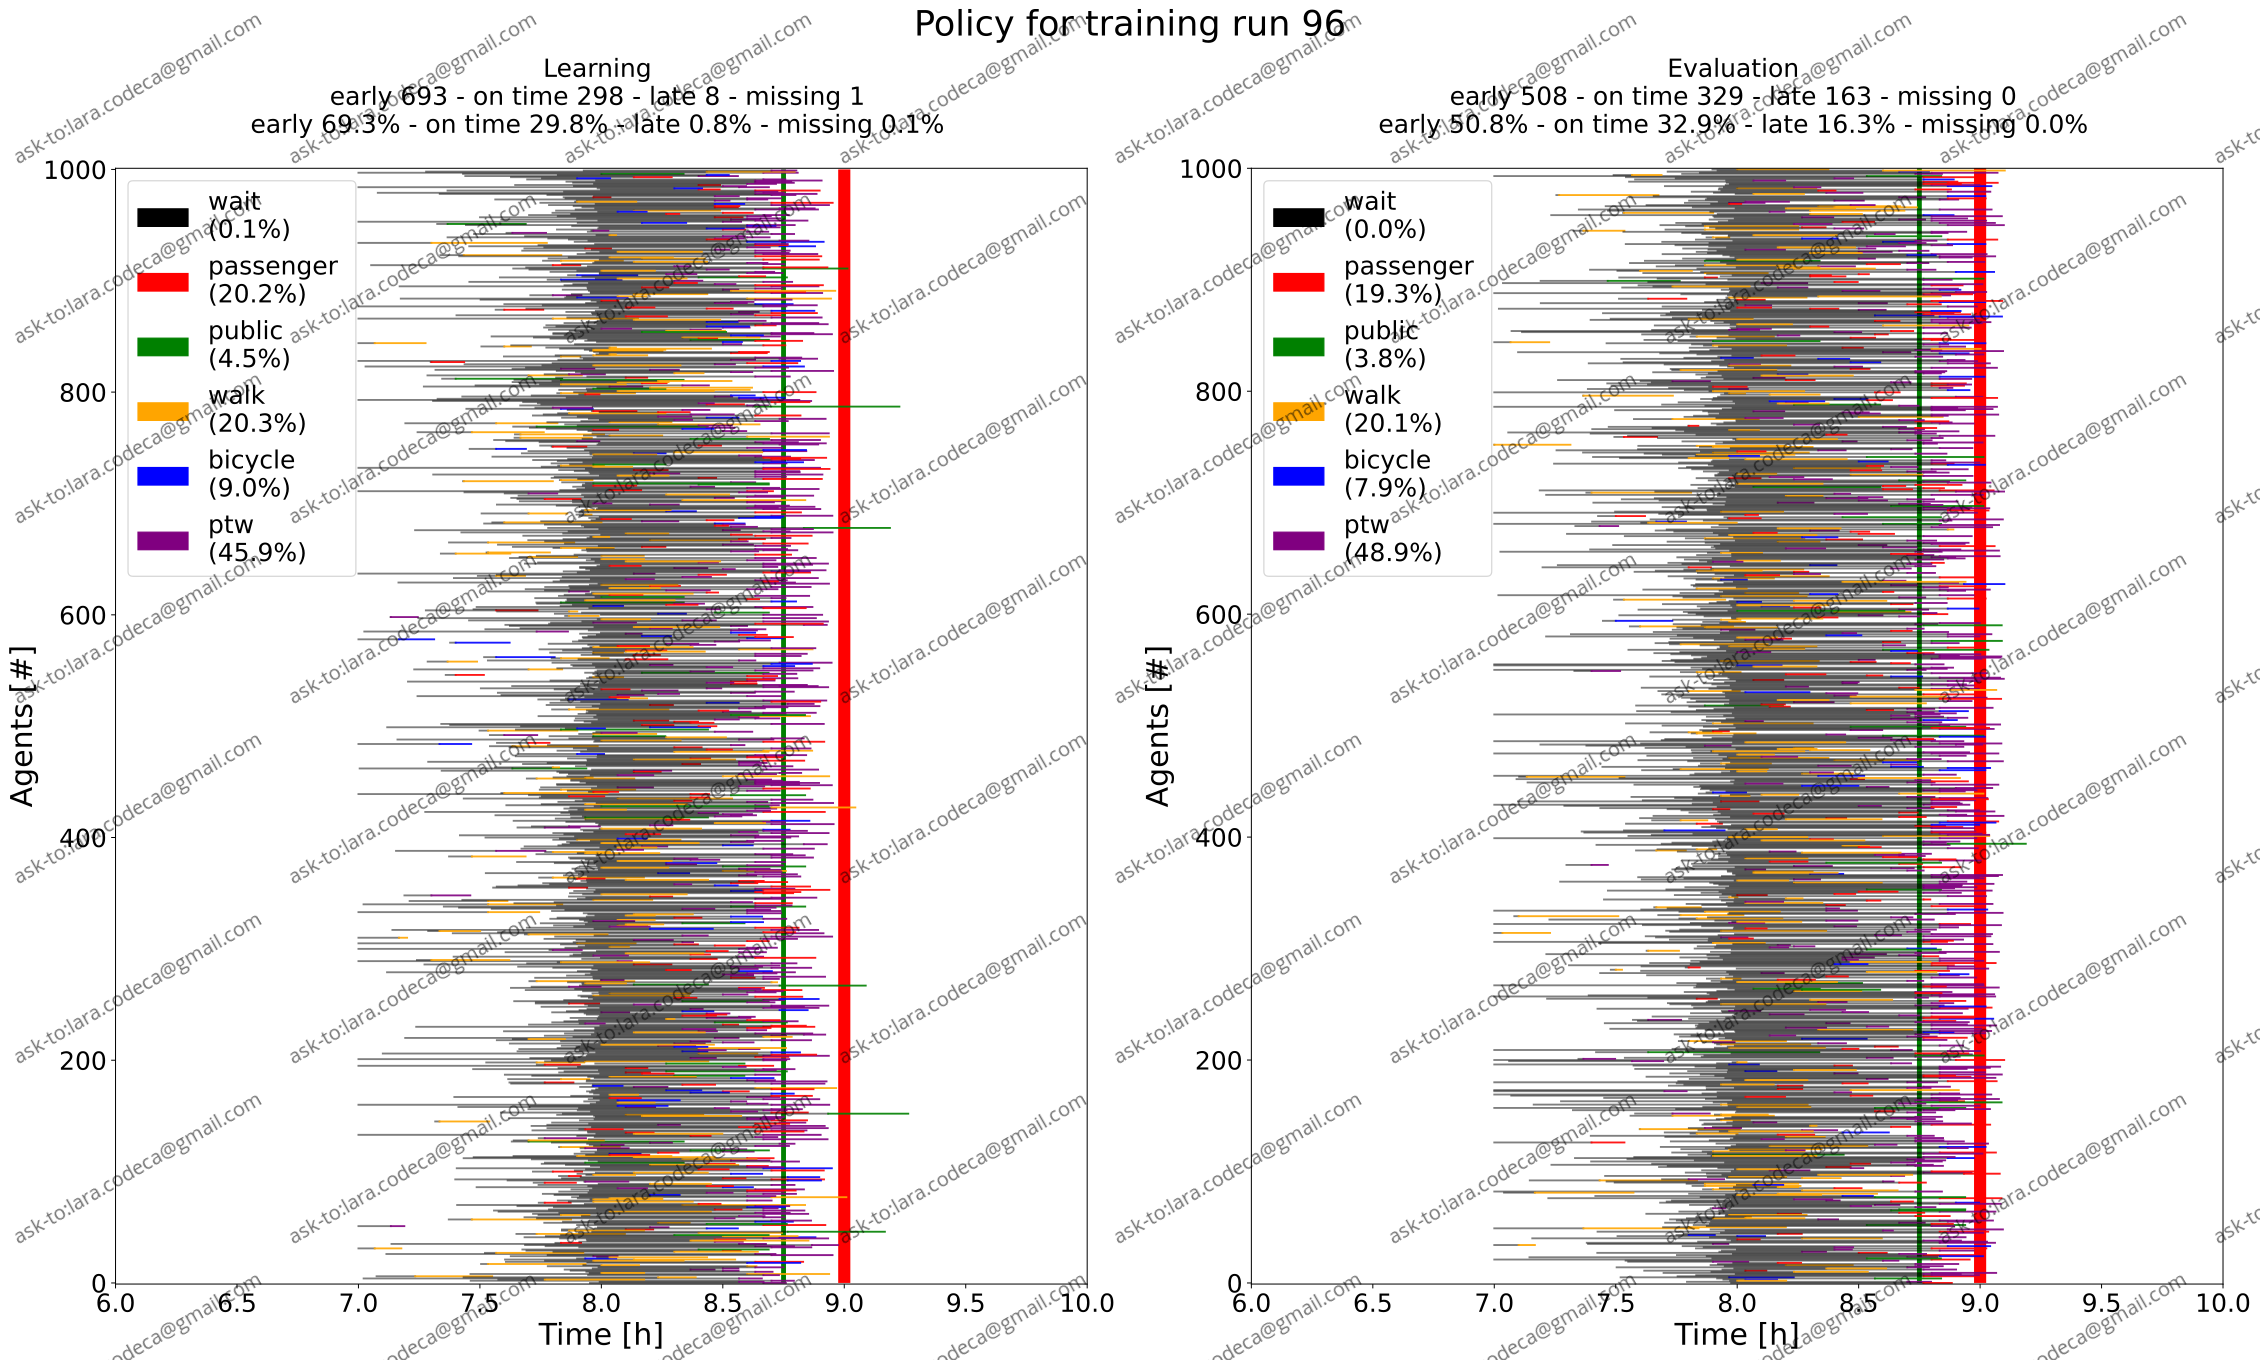 Policy for training run 96
Learning
early 693 - on time 298 - late 8 - missing 1
early 69.3% - on time 29.8% - late 0.8% - missing 0.1%
1000
800
600
400
200
0
Agents [#]
wait
(0.1%)
passenger
(20.2%)
public
(4.5%)
walk
(20.3%)
bicycle
(9.0%)
ptw
(45.9%)
6.0 6.5 7.0 7.5 8.0 8.5 9.0 9.5 10.0
Time [h]
Evaluation
early 508 - on time 329 - late 163 - missing 0
early 50.8% - on time 32.9% - late 16.3% - missing 0.0%
1000
800
600
400
200
0
Agents [#]
wait
(0.0%)
passenger
(19.3%)
public
(3.8%)
walk
(20.1%)
bicycle
(7.9%)
ptw
(48.9%)
6.0 6.5 7.0 7.5 8.0 8.5 9.0 9.5 10.0
Time [h]
ask-to:lara.codeca@gmail.com